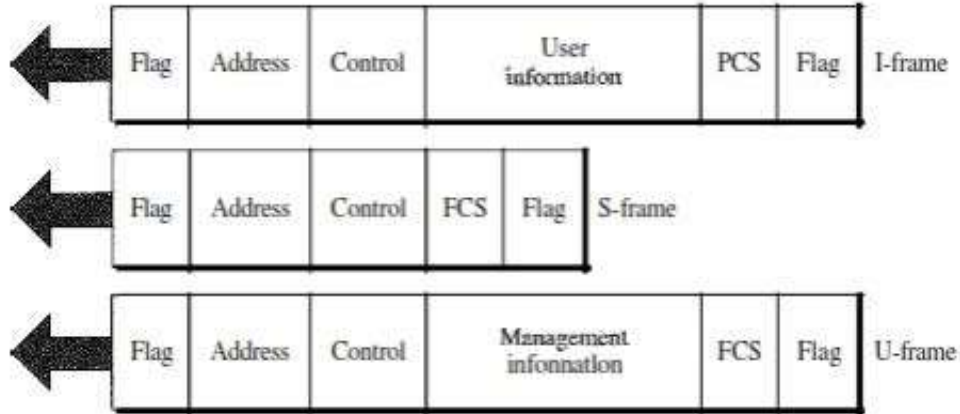 Flag Address Control User information PCS Flag I-frame
Flag Address Control FCS Flag S-frame
Flag Address Control Management infonnation FCS Flag U-frame